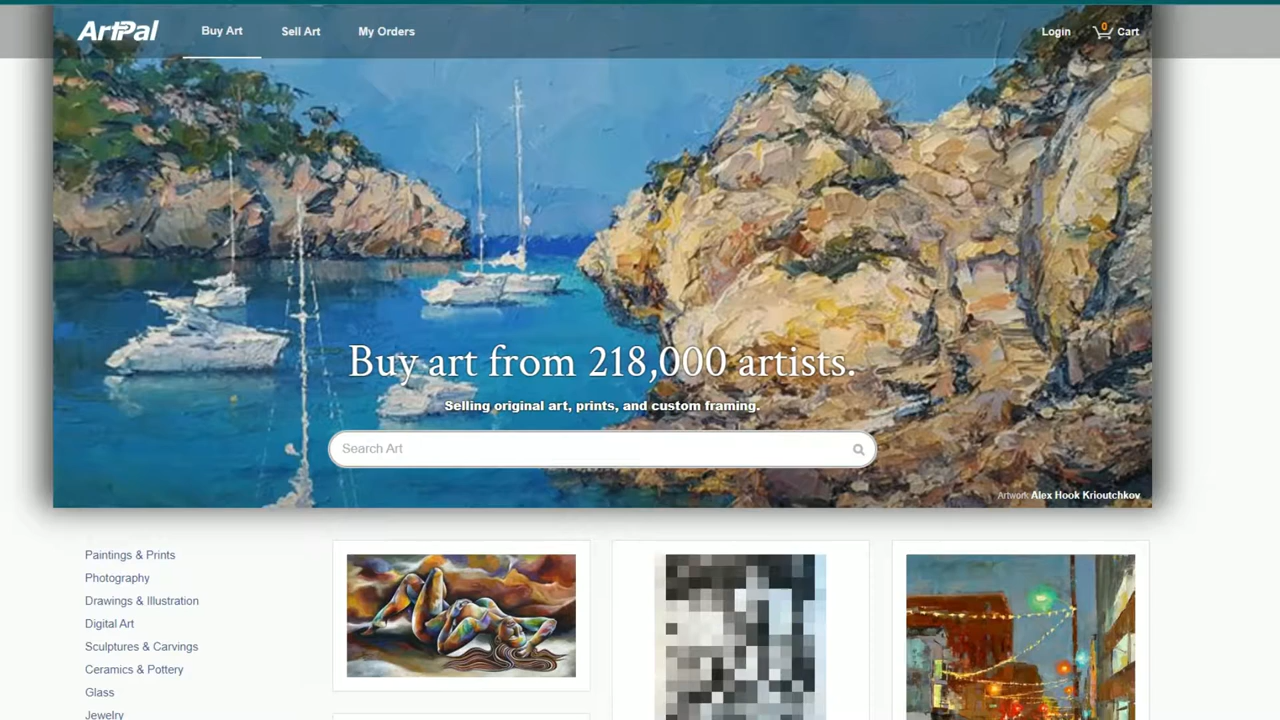 ArtPal
Buy Art
Sell Art
My Orders
Login
0
Cart
Buy art from 218,000 artists.
Selling original art, prints, and custom framing.
Search Art
Artwork Alex Hook Krioutchkov
Paintings & Prints
Photography
Drawings & Illustration
Digital Art
Sculptures & Carvings
Ceramics & Pottery
Glass
Jewelry